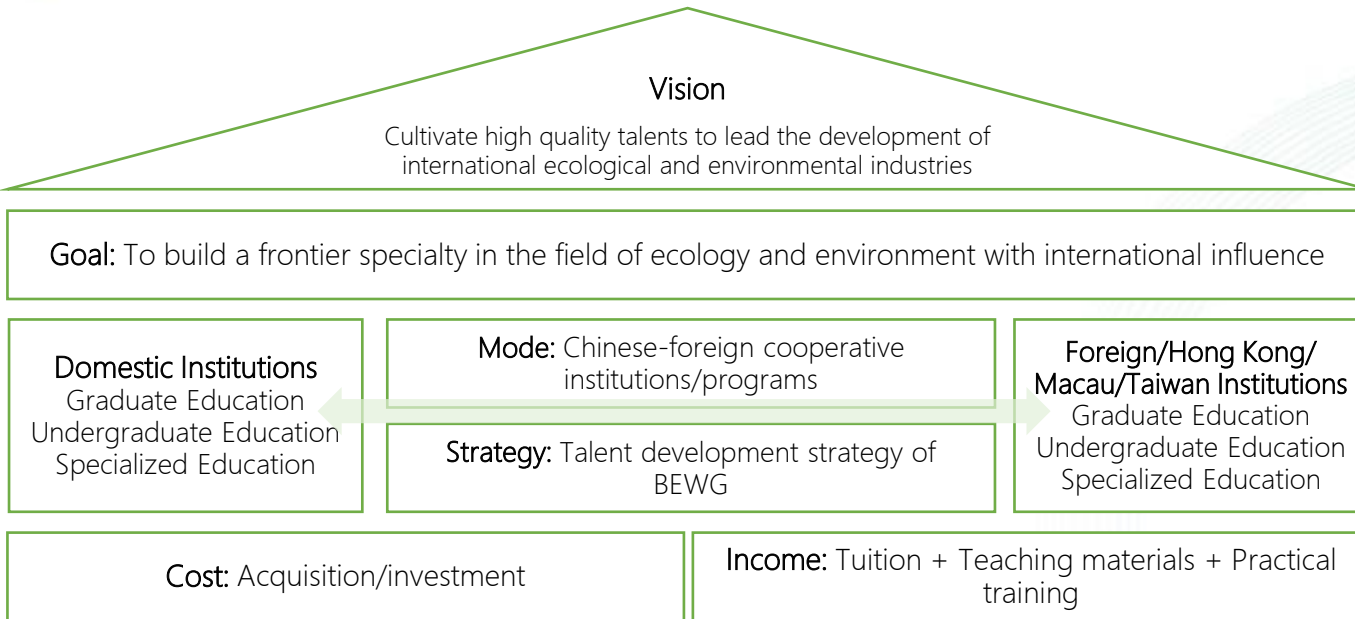 Vision
Cultivate high quality talents to lead the development of
international ecological and environmental industries
Goal: To build a frontier specialty in the field of ecology and environment with international influence
Domestic Institutions
Graduate Education
Undergraduate Education
Specialized Education
Mode: Chinese-foreign cooperative
institutions/programs
Strategy: Talent development strategy of
BEWG
Foreign/Hong Kong/
Macau/Taiwan Institutions
Graduate Education
Undergraduate Education
Specialized Education
Cost: Acquisition/investment
Income: Tuition + Teaching materials + Practical
training